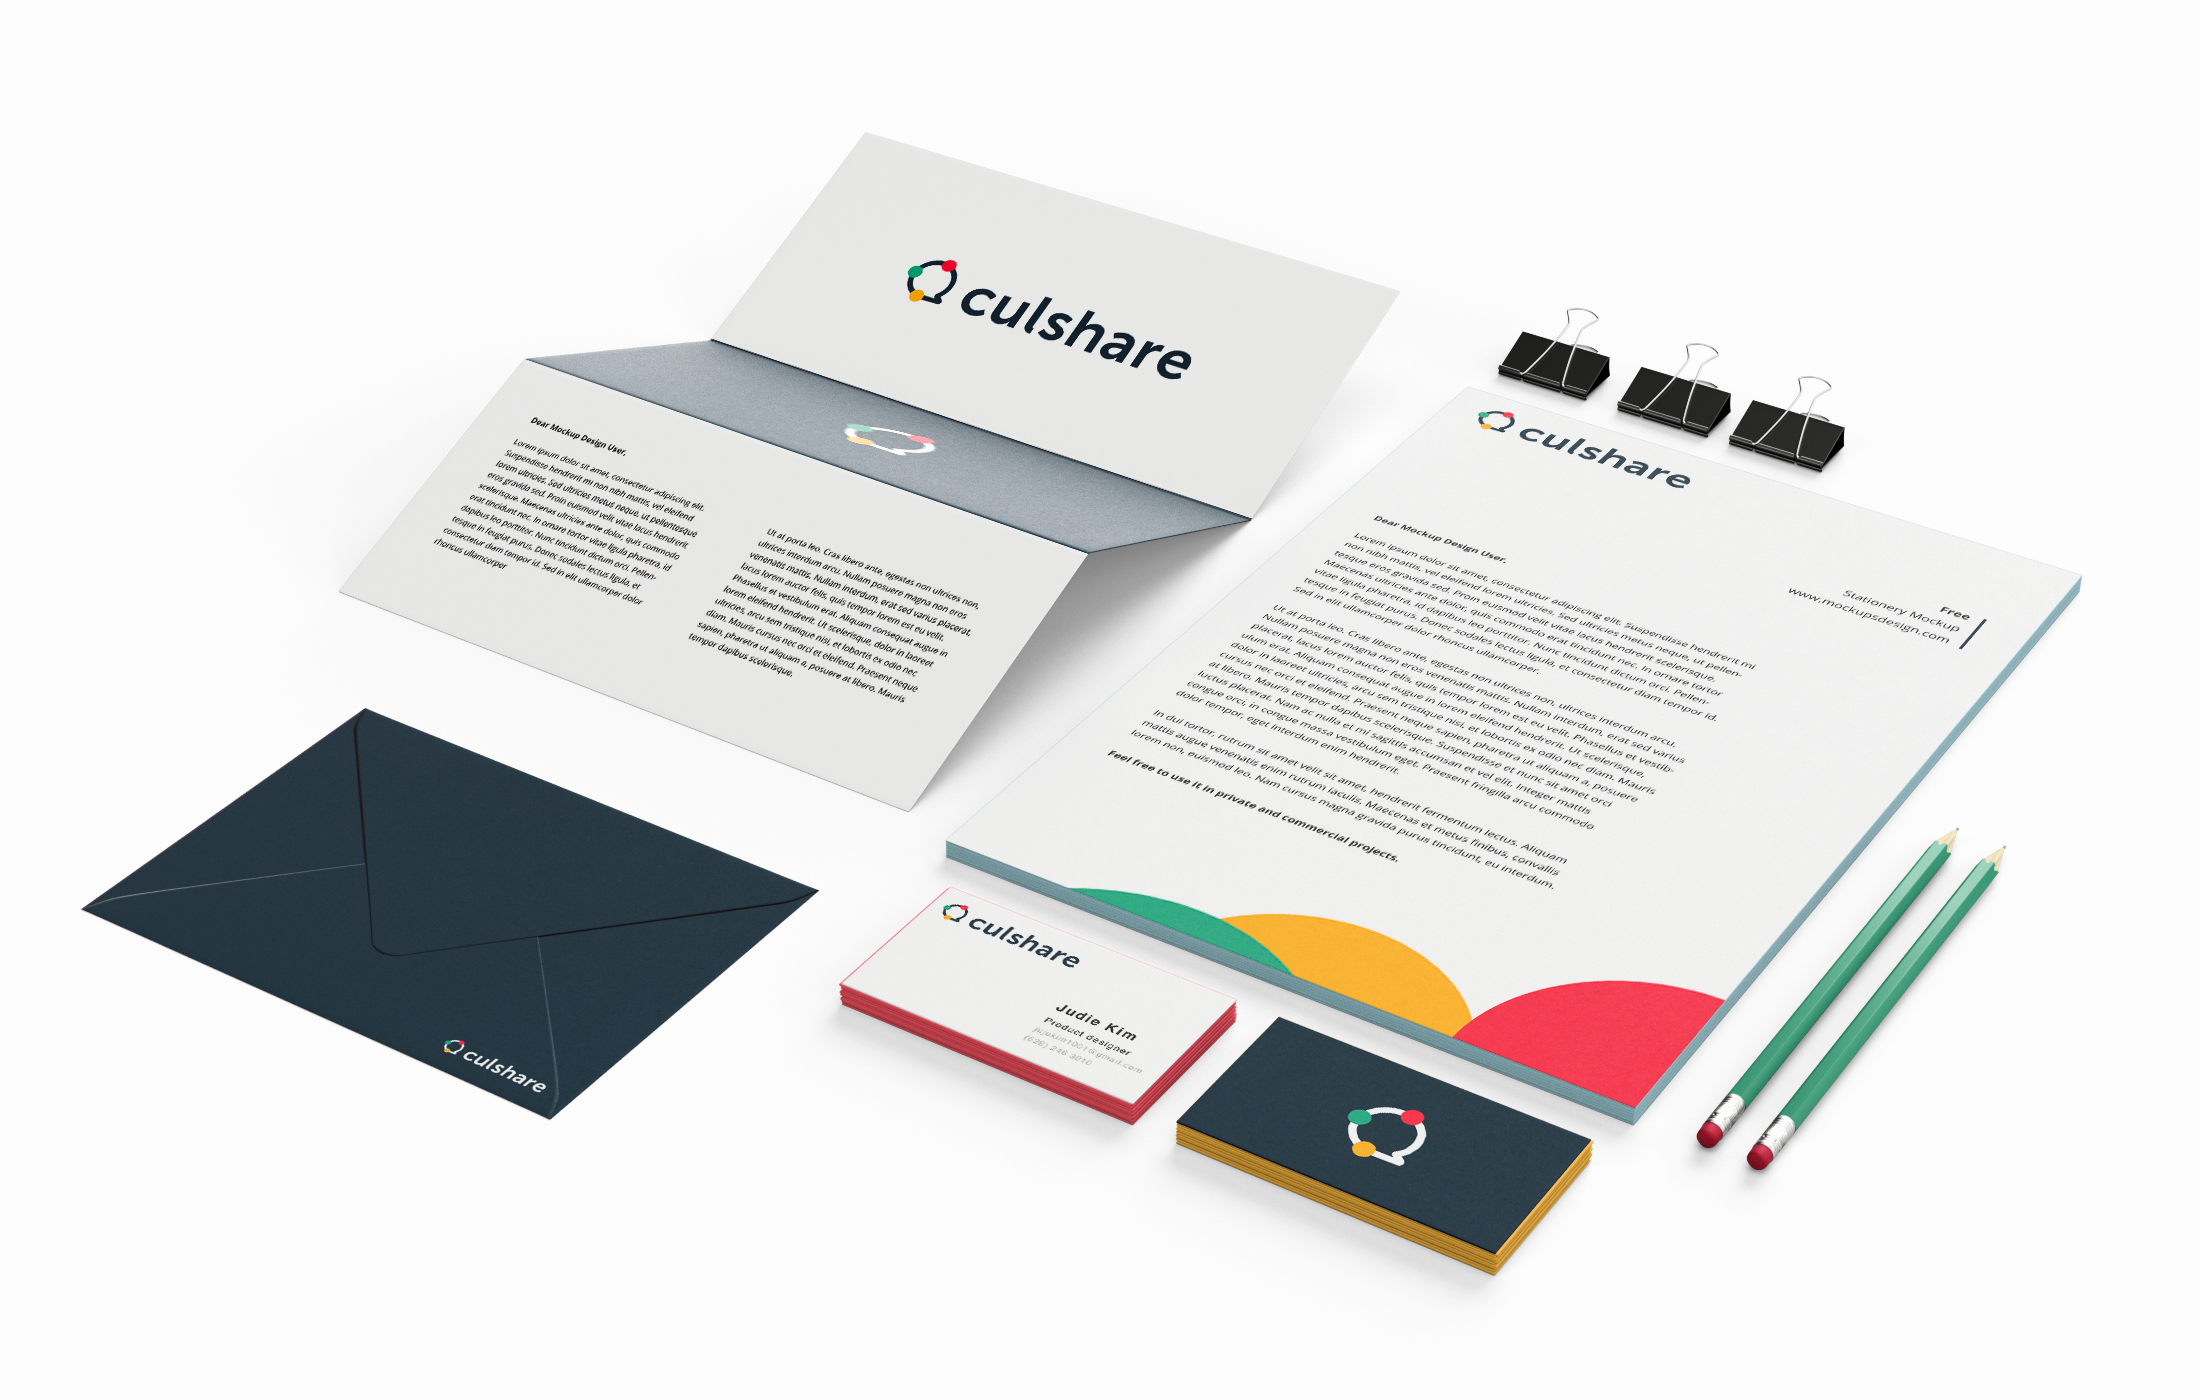 culshare
Dear Mockup Design User,
Lorem ipsum dolor sit amet, consectetur adipiscing elit.
Suspendisse hendrerit mi non nibh mattis, vel eleifend
lorem ultricies. Sed ultricies metus neque, ut pellentesque
eros gravida sed. Proin euismod velit vitae lacus hendrerit
scelerisque. Maecenas ultricies ante dolor, quis commodo
erat tincidunt nec. In ornare tortor vitae ligula pharetra, id
dapibus leo porttitor. Nunc tincidunt dictum orci. Pellen-
tesque in feugiat purus. Donec sodales lectus ligula, et
consectetur diam tempor id. Sed in elit ullamcorper dolor
rhoncus ullamcorper
Ut at porta leo. Cras libero ante, egestas non ultrices non,
ultrices interdum arcu. Nullam posuere magna non eros
venenatis mattis. Nullam interdum, erat sed varius placerat,
lacus lorem auctor felis, quis tempor lorem est eu velit.
Phasellus et vestibulum erat. Aliquam consequat augue in
lorem eleifend hendrerit. Ut scelerisque, dolor in laoreet
ultricies, arcu sem tristique nisi, et lobortis ex odio nec
diam. Mauris cursus nec orci et eleifend. Praesent neque
sapien, pharetra ut aliquam a, posuere at libero. Mauris
tempor dapibus scelerisque.
culshare
Free
Stationery Mockup
www.mockupsdesign.com
Dear Mockup Design User,
Lorem ipsum dolor sit amet, consectetur adipiscing elit. Suspendisse hendrerit mi
non nibh mattis, vel eleifend lorem ultricies. Sed ultricies metus neque, ut pellen-
tesque eros gravida sed. Proin euismod velit vitae lacus hendrerit scelerisque.
Maecenas ultricies ante dolor, quis commodo erat tincidunt nec. In ornare tortor
vitae ligula pharetra, id dapibus leo porttitor. Nunc tincidunt dictum orci. Pellen-
tesque in feugiat purus. Donec sodales lectus ligula, et consectetur diam tempor id.
Sed in elit ullamcorper dolor rhoncus ullamcorper.
Ut at porta leo. Cras libero ante, egestas non ultrices non, ultrices interdum arcu.
Nullam posuere magna non eros venenatis mattis. Nullam interdum, erat sed varius
placerat, lacus lorem auctor felis, quis tempor lorem est eu velit. Phasellus et vestib-
ulum erat. Aliquam consequat augue in lorem eleifend hendrerit. Ut scelerisque,
dolor in laoreet ultricies, arcu sem tristique nisi, et lobortis ex odio nec diam. Mauris
cursus nec orci et eleifend. Praesent neque sapien, pharetra ut aliquam a, posuere
at libero. Mauris tempor dapibus scelerisque. Suspendisse et nunc sit amet orci
luctus placerat. Nam ac nulla et mi sagittis accumsan et vel elit. Integer mattis
congue orci, in congue massa vestibulum eget. Praesent fringilla arcu commodo
dolor tempor, eget interdum enim hendrerit.
In dui tortor, rutrum sit amet velit sit amet, hendrerit fermentum lectus. Aliquam
mattis augue venenatis enim rutrum iaculis. Maecenas et metus finibus, convallis
lorem non, euismod leo. Nam cursus magna gravida purus tincidunt, eu interdum.
Feel free to use it in private and commercial projects.
culshare
Judie Kim
Product designer
(626) 246 3010
culshare